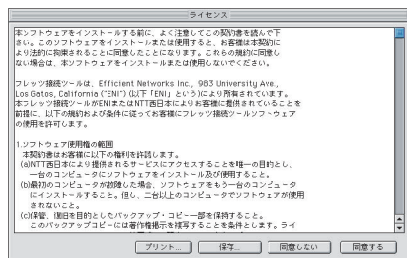 ライセンス
本ソフトウェアをインストールする前に、よく注意してこの契約書を読んで下
さい。このソフトウェアをインストールまたは使用すると、お客様は本契約に
より法的に拘束されることに同意したことになります。これらの規約に同意し
ない場合は、本ソフトウェアをインストールまたは使用しないでください。
フレッツ接続ツールは、Efficient Networks Inc., 983 University Ave.,
Los Gatos, California ("ENI") (以下「ENI」という)により所有されています。
本フレッツ接続ツールがENIまたはNTT西日本によりお客様に提供されていることを
前提に、以下の規約および条件に従ってお客様にフレッツ接続ツールソフトウェア
の使用を許可します。
1.ソフトウェア使用権の範囲
本契約書はお客様に以下の権利を許諾します。
(a)NTT西日本により提供されるサービスにアクセスすることを唯一の目的とし、
一台のコンピュータにソフトウェアをインストール及び使用すること。
(b)最初のコンピュータが故障した場合、ソフトウェアをもう一台のコンピュータ
にインストールすること。但し、二台以上のコンピュータでソフトウェアが使用
されないこと。
(c)保管、復旧を目的としたバックアップ・コピー一部を保持すること。
このバックアップコピーには著作権掲示を複写することを条件とします。ライ
プリント...
保存...
同意しない
同意する